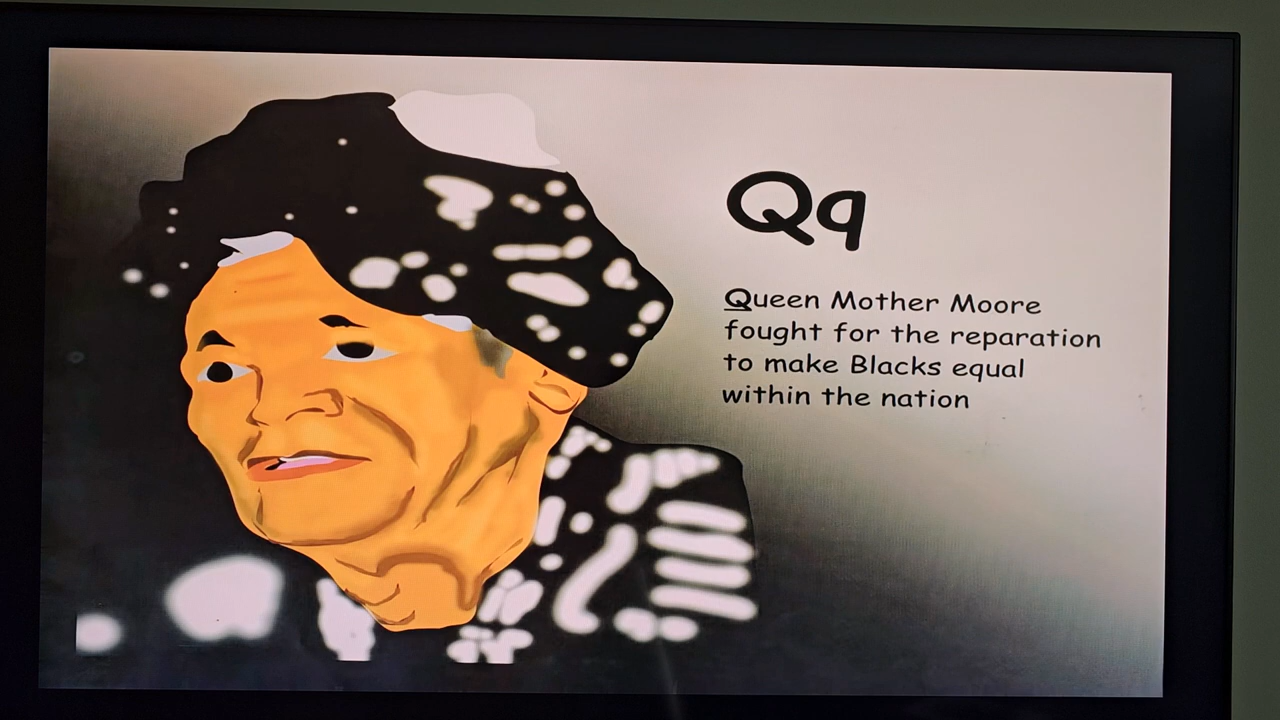 Qq
Queen Mother Moore
fought for the reparation
to make Blacks equal
within the nation